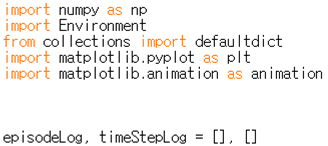 import numpy as np
import Environment
from collections import defaultdict
import matplotlib.pyplot as plt
import matplotlib.animation as animation
episodeLog, timeStepLog = [], []